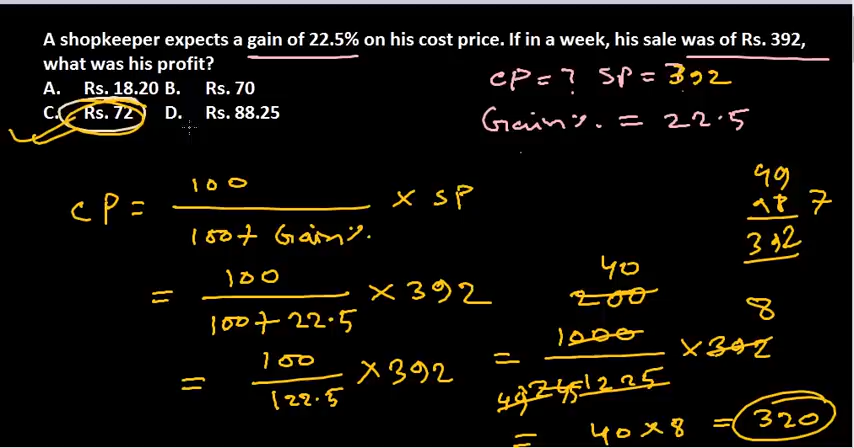 A shopkeeper expects a gain of 22.5% on his cost price. If in a week, his sale was of Rs. 392,
what was his profit?
A. Rs. 18.20 B. Rs. 70
C. Rs. 72 D. Rs. 88.25
CP = ? SP = 392
Gain%. = 22.5
CP = 100 / 100 + Gain%. × SP
= 100 / 100 + 22.5 × 392
= 100 / 122.5 × 392
49
7
392
40
200 8
= 1000 / 1225 × 392
49 245
= 40 × 8 = 320